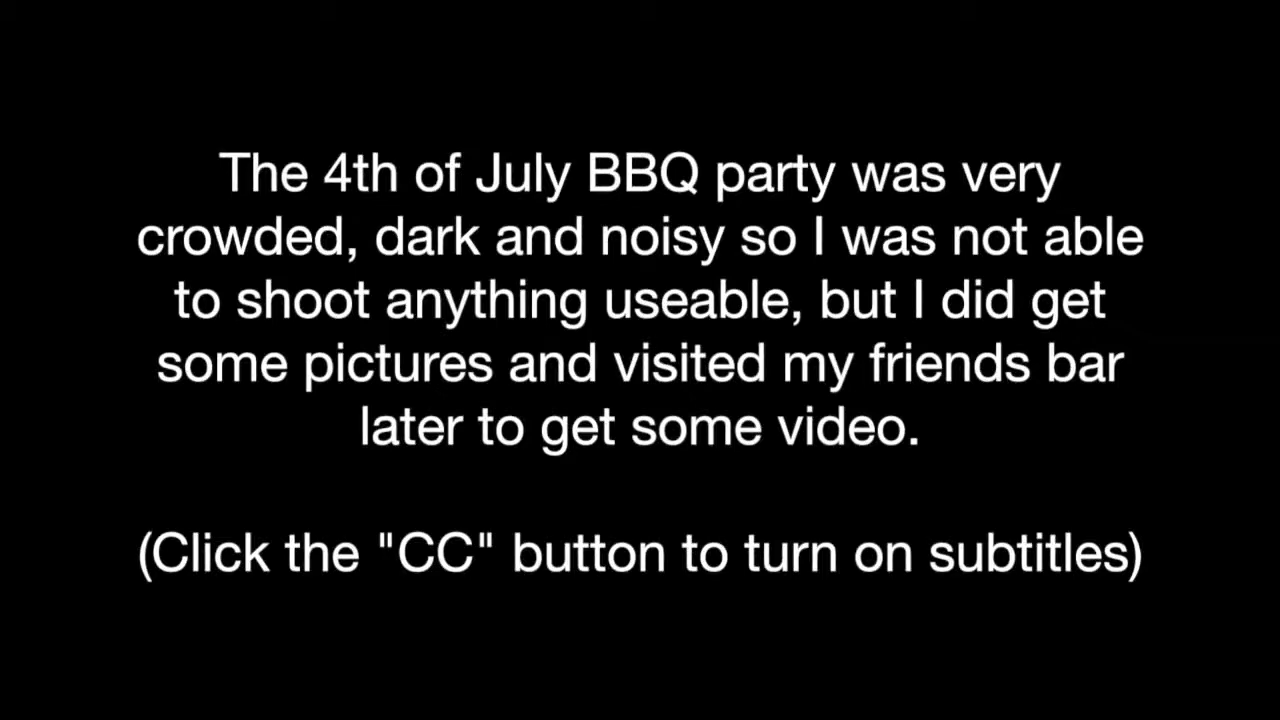 The 4th of July BBQ party was very
crowded, dark and noisy so I was not able
to shoot anything useable, but I did get
some pictures and visited my friends bar
later to get some video.
(Click the "CC" button to turn on subtitles)